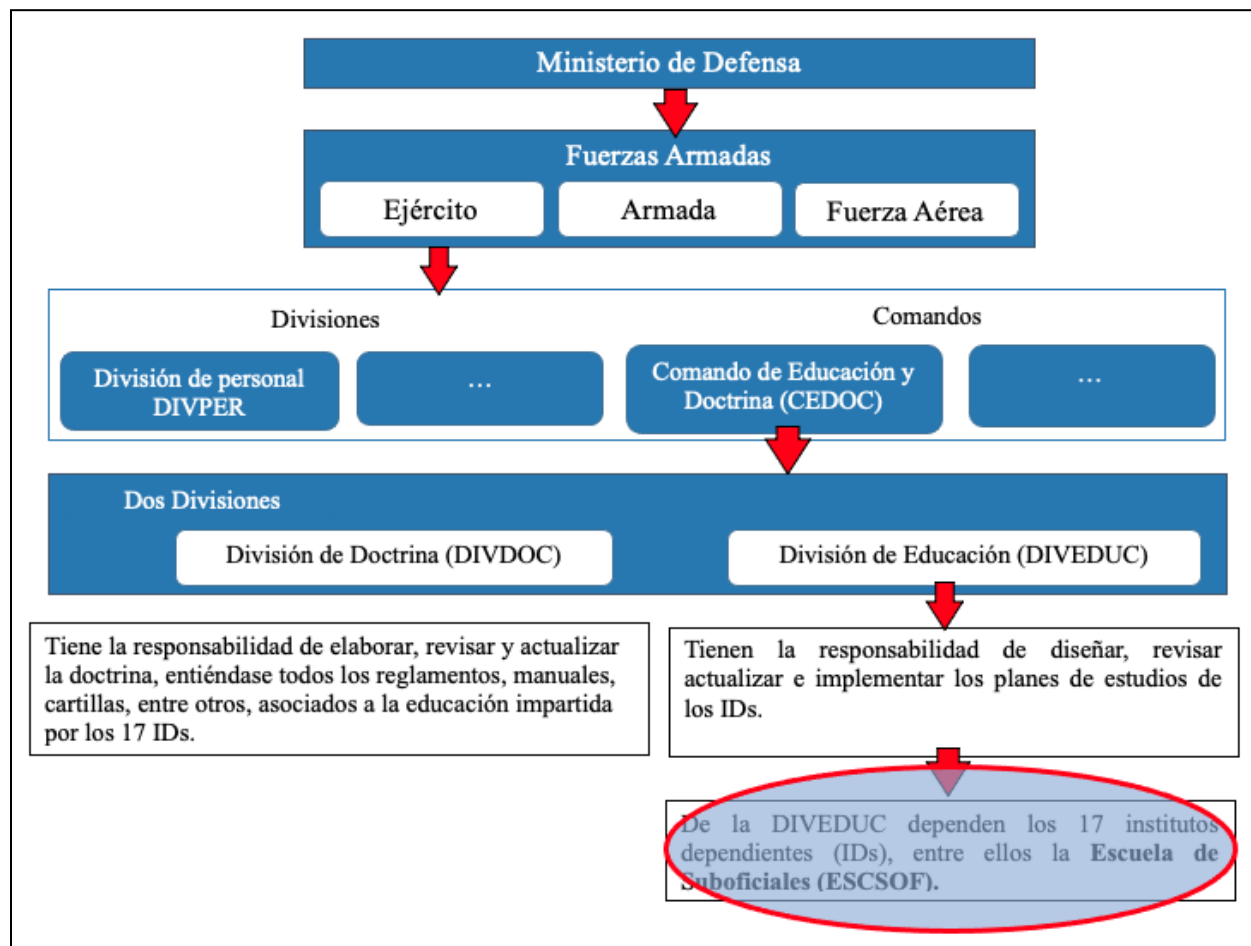 Ministerio de Defensa
Fuerzas Armadas
Ejército
Armada
Fuerza Aérea
Divisiones
Comandos
División de personal
DIVPER
…
Comando de Educación y
Doctrina (CEDOC)
…
Dos Divisiones
División de Doctrina (DIVDOC)
División de Educación (DIVEDUC)
Tiene la responsabilidad de elaborar, revisar y actualizar
la doctrina, entiéndase todos los reglamentos, manuales,
cartillas, entre otros, asociados a la educación impartida
por los 17 IDs.
Tienen la responsabilidad de diseñar, revisar
actualizar e implementar los planes de estudios de
los IDs.
De la DIVEDUC dependen los 17 institutos
dependientes (IDs), entre ellos la Escuela de
Suboficiales (ESCSOF).